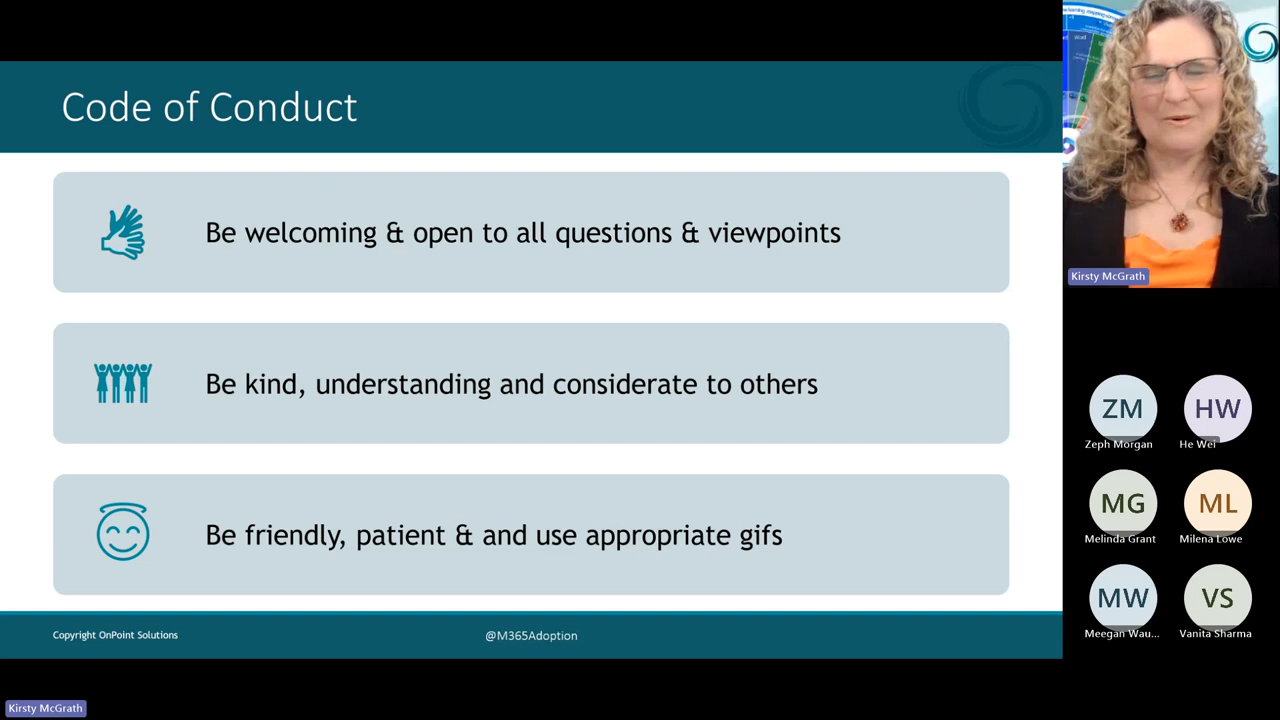 Code of Conduct
Be welcoming & open to all questions & viewpoints
Be kind, understanding and considerate to others
Be friendly, patient & and use appropriate gifs
Copyright OnPoint Solutions
@M365Adoption
Word
Kirsty McGrath
ZM
HW
Zeph Morgan
He Wei
MG
ML
Melinda Grant
Milena Lowe
MW
VS
Meegan Wau...
Vanita Sharma
Kirsty McGrath